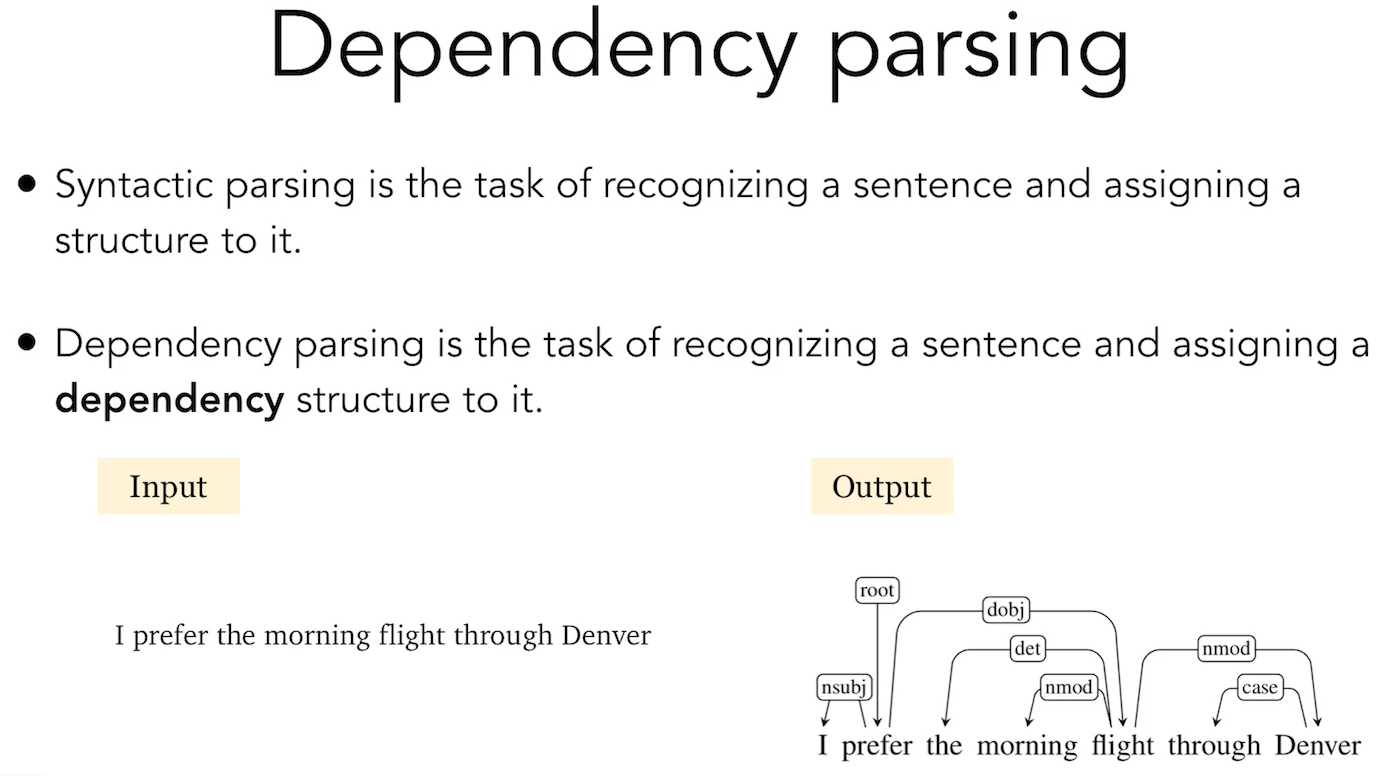 Dependency parsing
• Syntactic parsing is the task of recognizing a sentence and assigning a
structure to it.
• Dependency parsing is the task of recognizing a sentence and assigning a
dependency structure to it.
Input
Output
I prefer the morning flight through Denver
root
dobj
det
nmod
nsubj
nmod
case
I prefer the morning flight through Denver